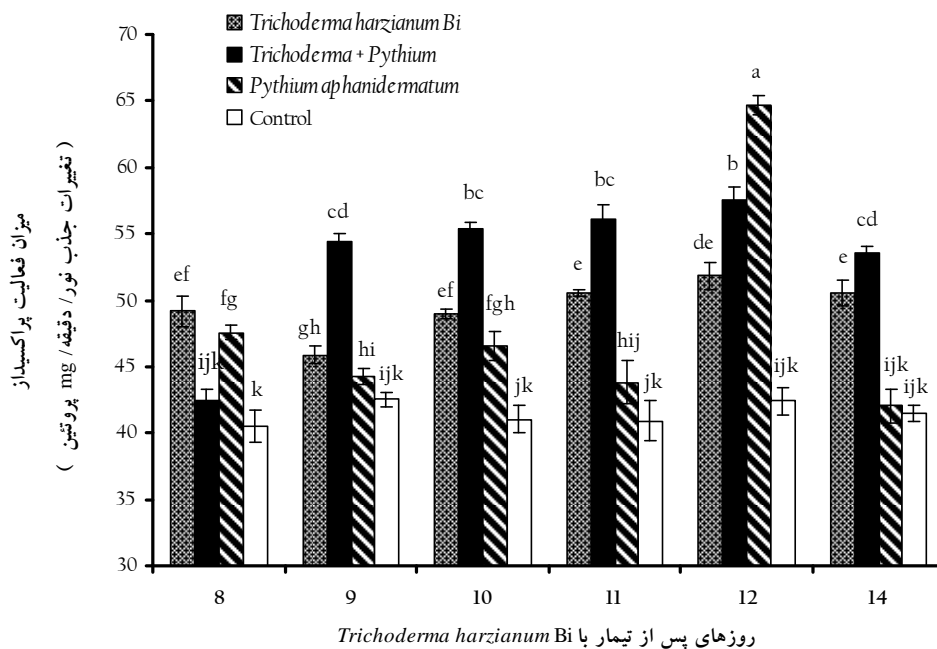 میزان فعالیت پراکسیداز
( تغییرات جذب نور/ دقیقه/ mg پروتئین )
70
65
60
55
50
45
40
35
30
Trichoderma harzianum Bi
Trichoderma + Pythium
Pythium aphanidermatum
Control
ef
ijk
fg
k
gh
cd
hi
ijk
ef
bc
fgh
jk
e
bc
hij
jk
de
b
a
ijk
e
cd
ijk
ijk
8 9 10 11 12 14
روزهای پس از تیمار با Trichoderma harzianum Bi